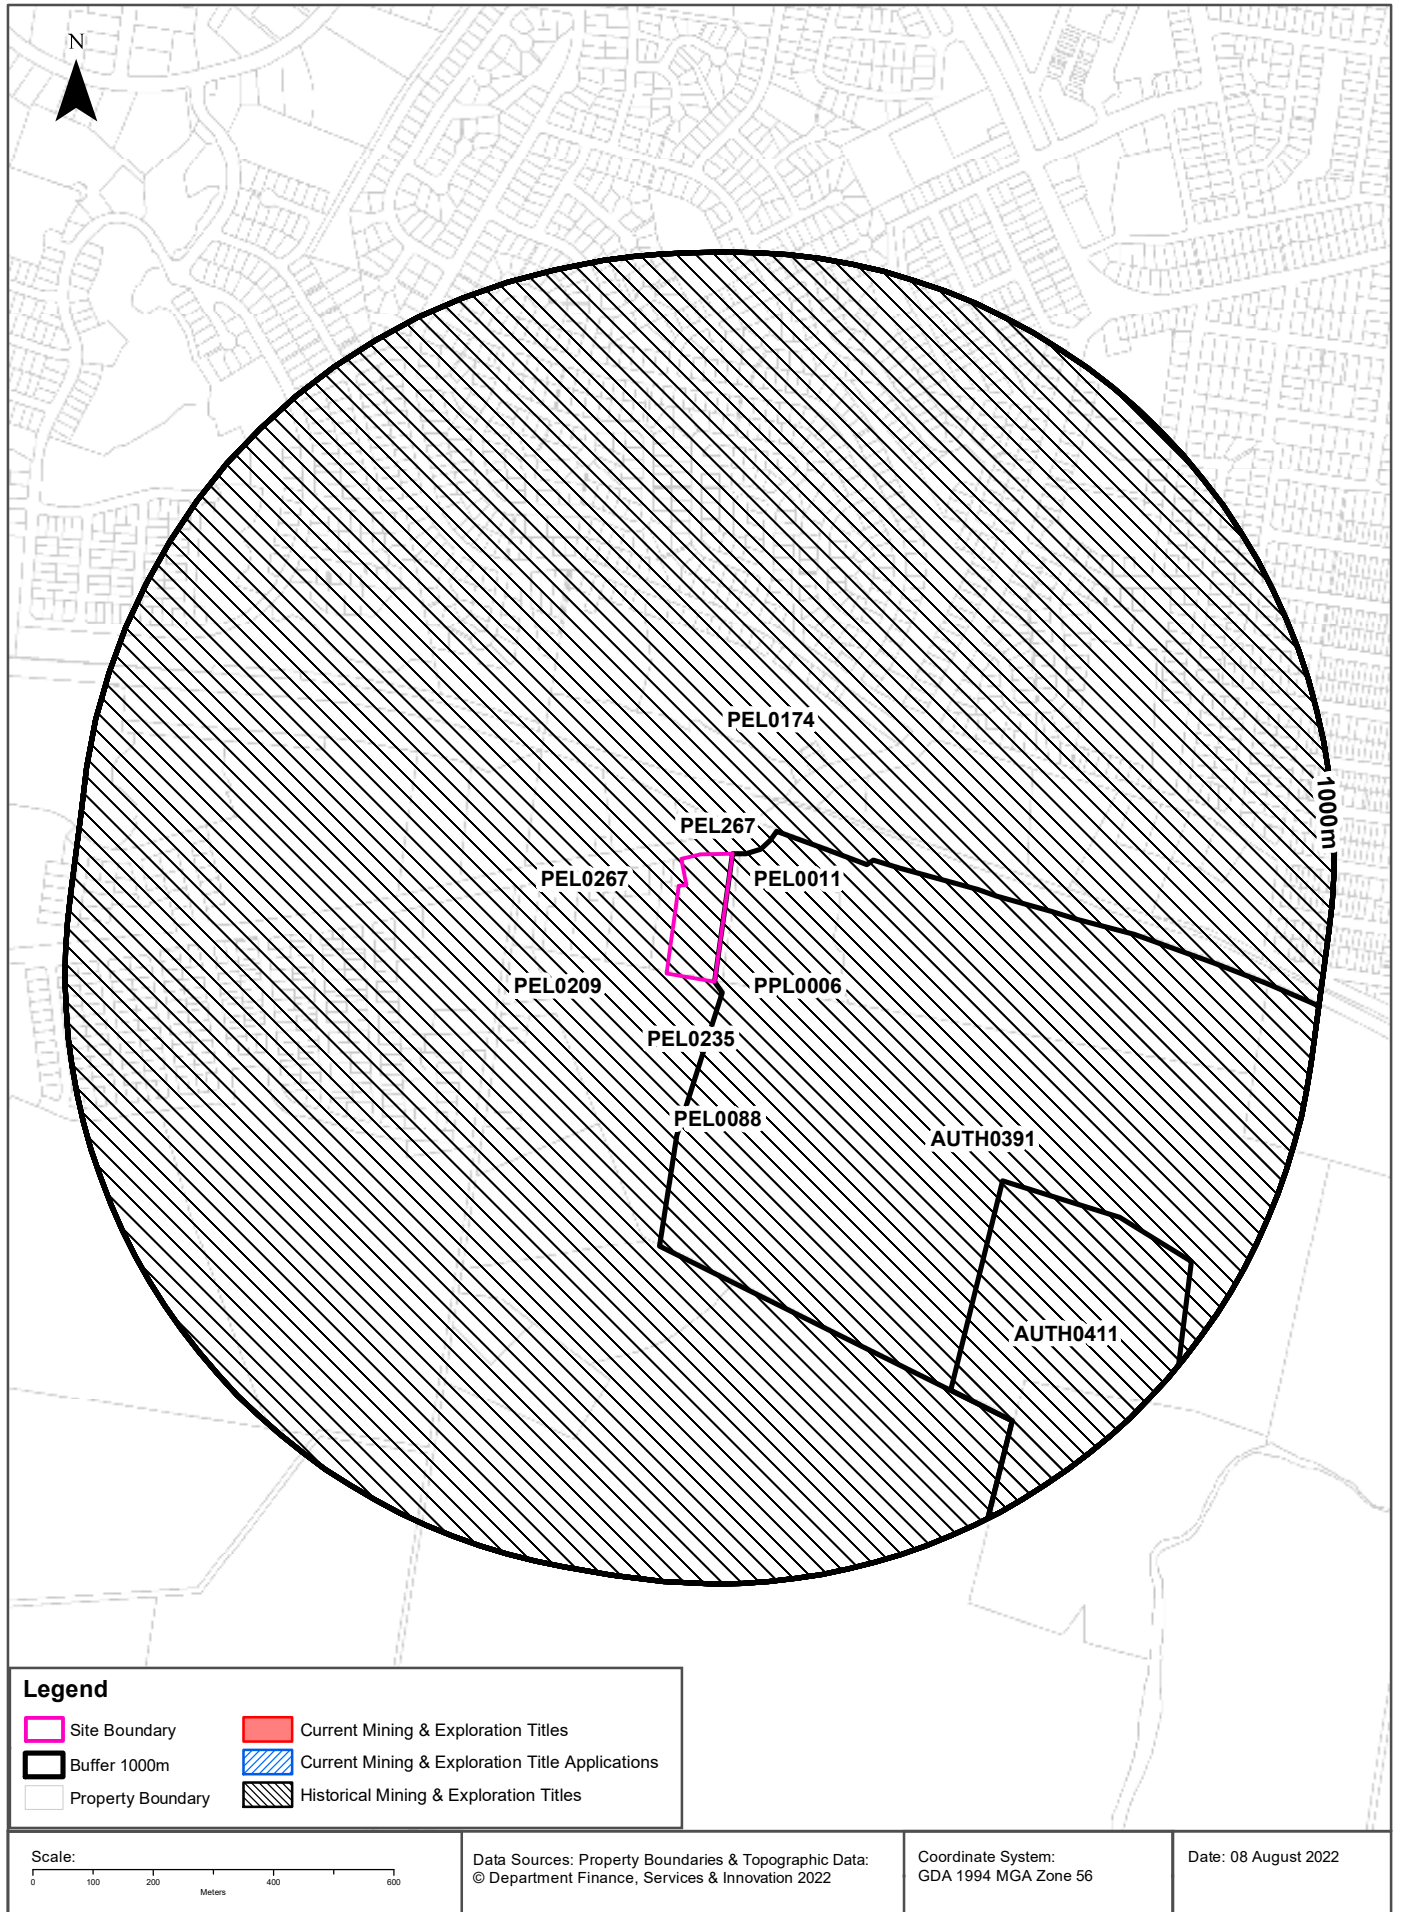 N
PEL0174
1000m
PEL267
PEL0267
PEL0011
PEL0209
PPL0006
PEL0235
PEL0088
AUTH0391
AUTH0411
Legend
Site Boundary
Buffer 1000m
Property Boundary
Current Mining & Exploration Titles
Current Mining & Exploration Title Applications
Historical Mining & Exploration Titles
Scale:
0 100 200 400 600
Meters
Data Sources: Property Boundaries & Topographic Data:
© Department Finance, Services & Innovation 2022
Coordinate System:
GDA 1994 MGA Zone 56
Date: 08 August 2022